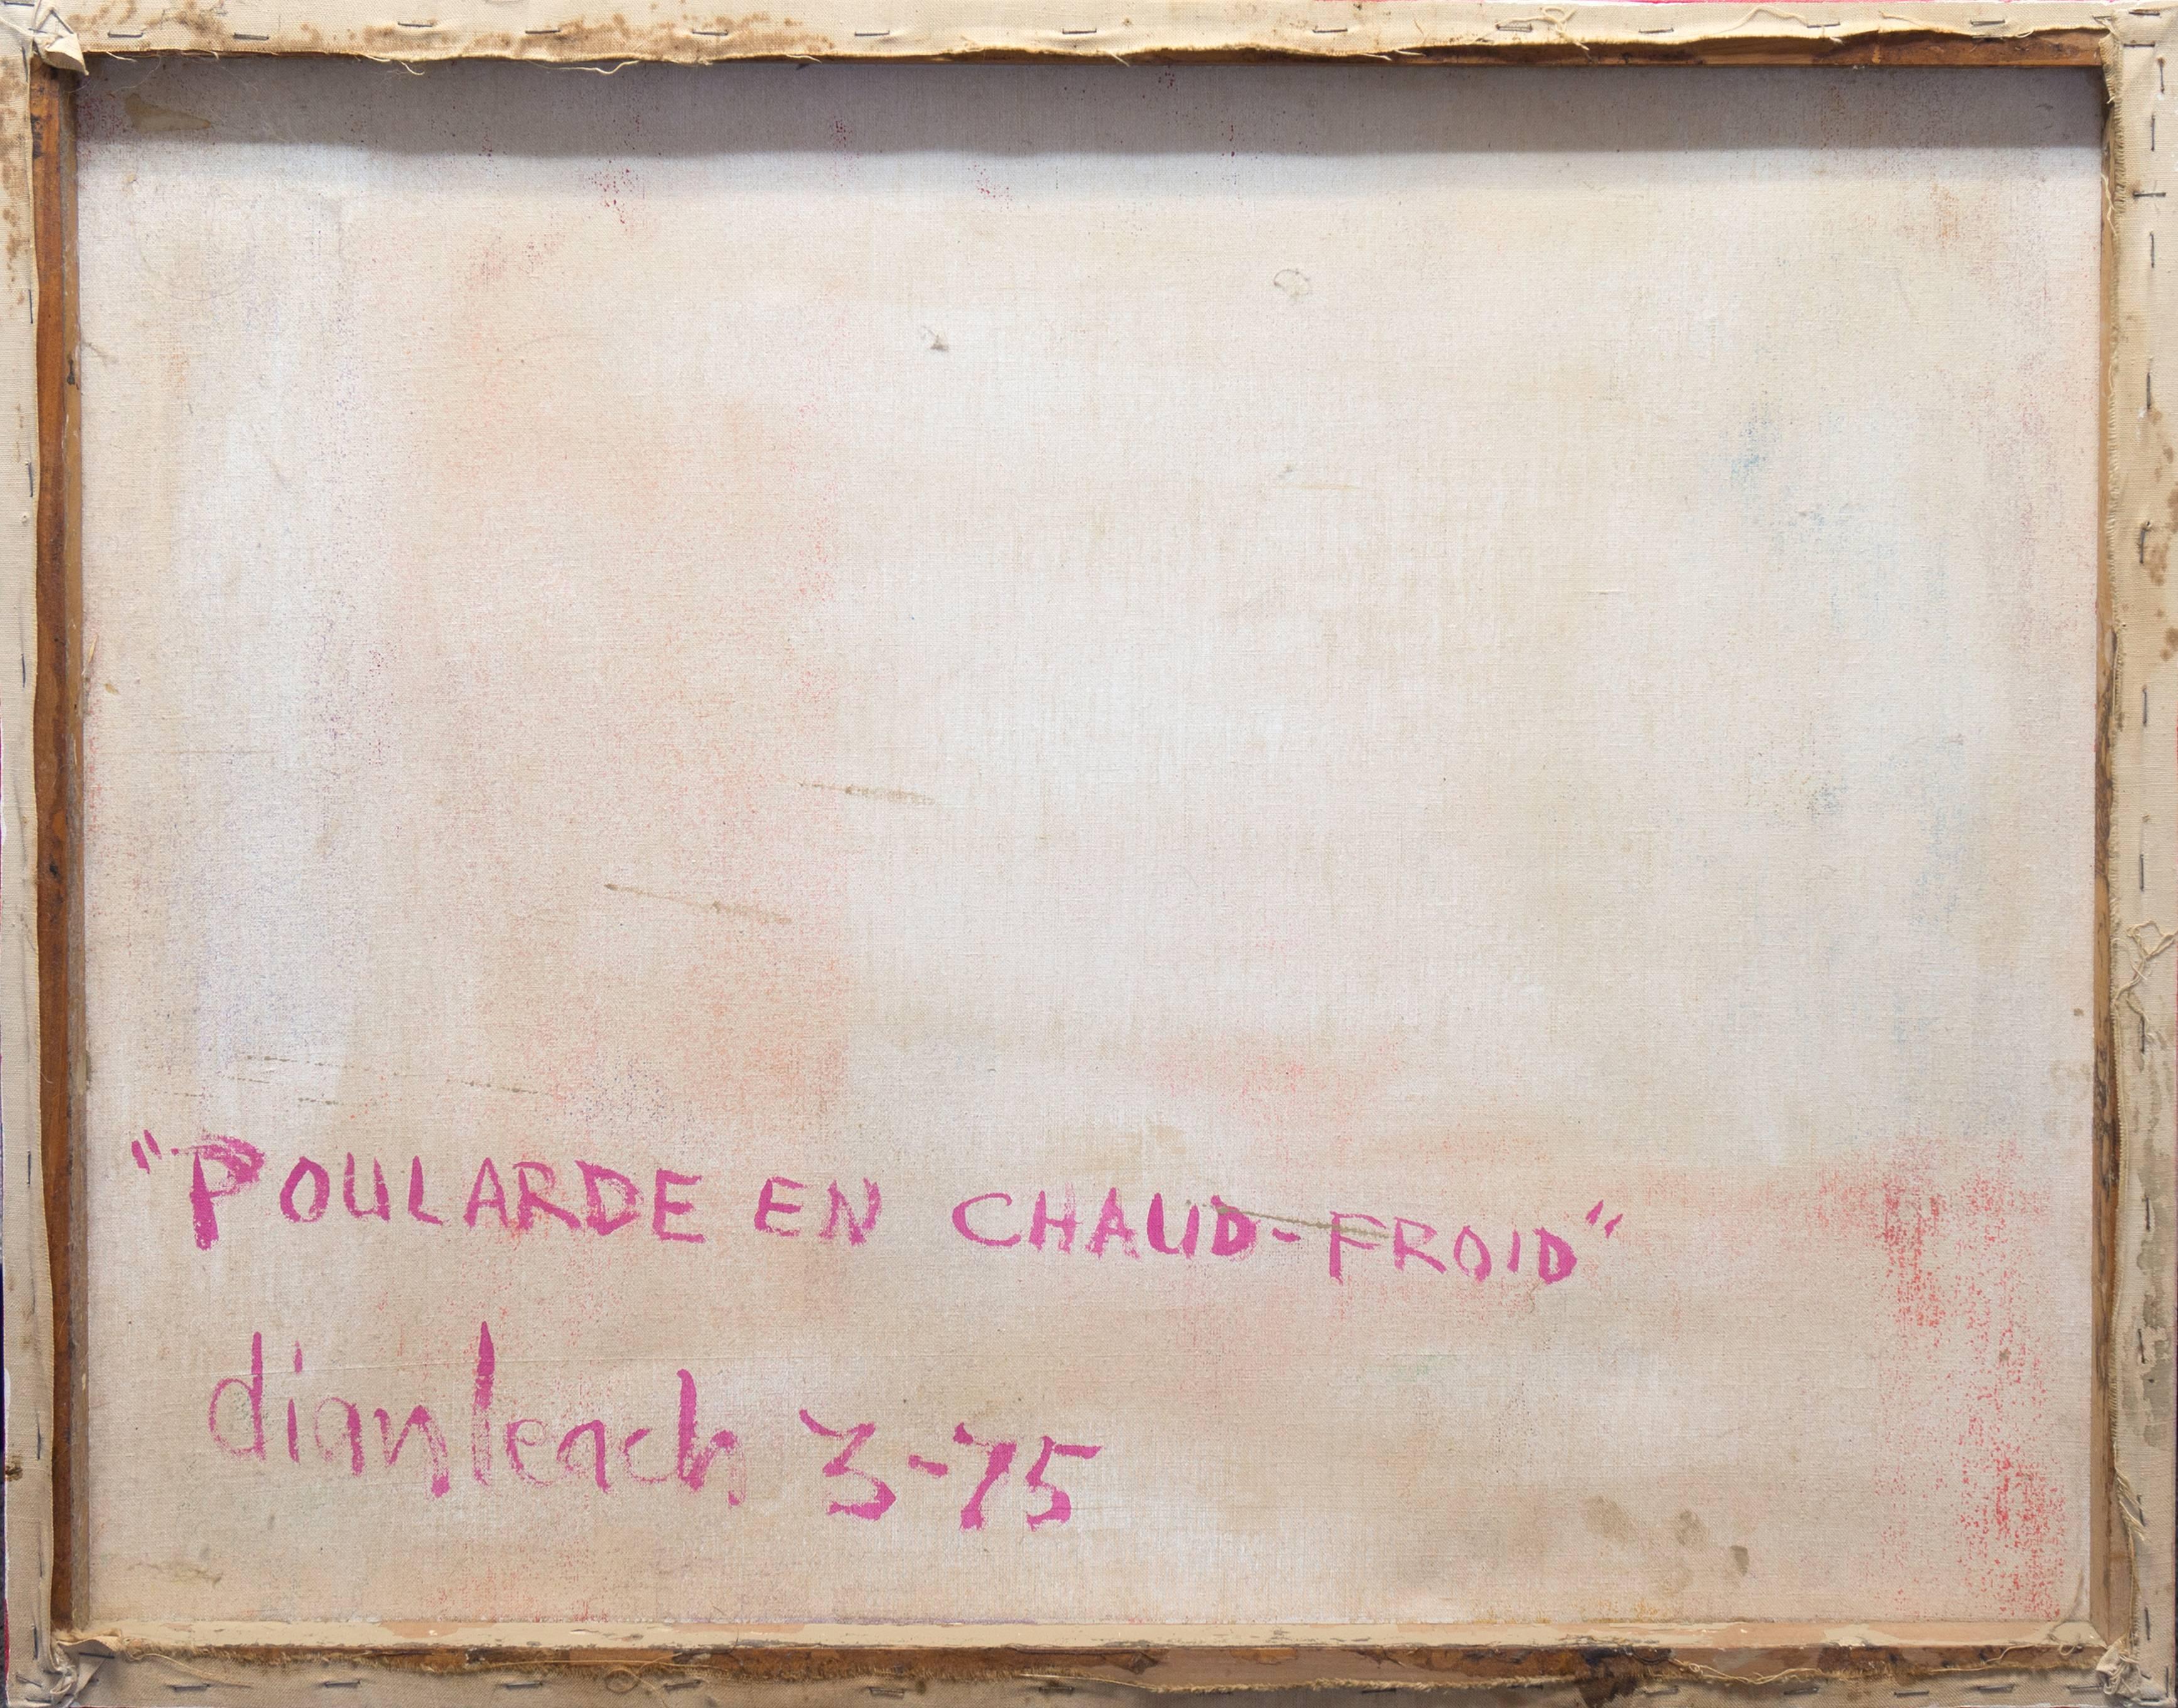 "POULARDE EN CHAUD-FROID"
dianleach 3-75